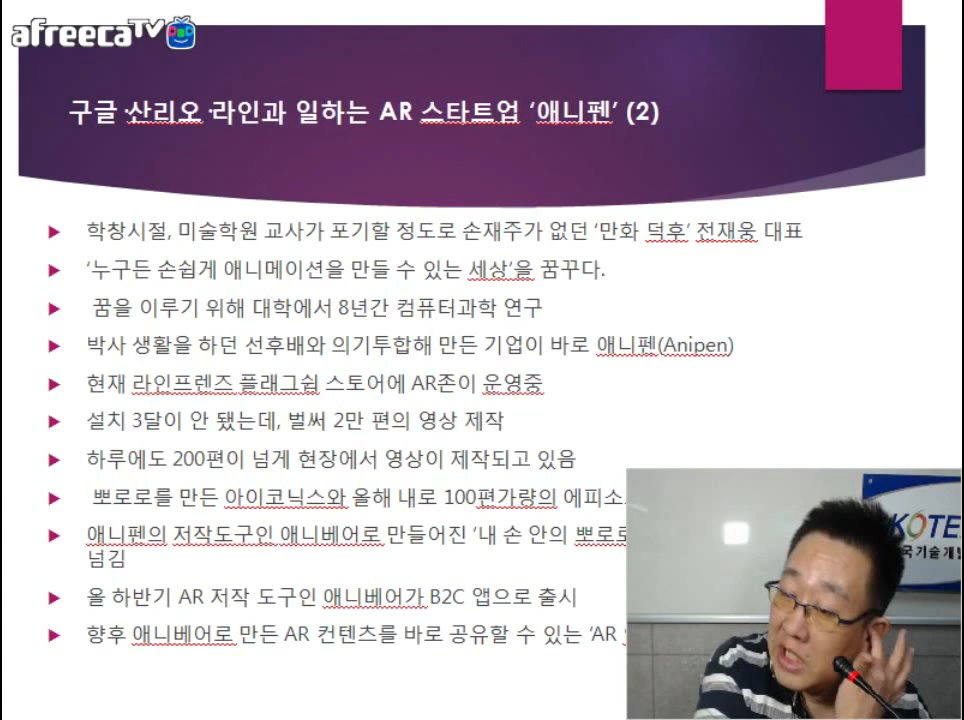 afreecaTV
구글·산리오·라인과 일하는 AR 스타트업 ‘애니펜’ (2)
학창시절, 미술학원 교사가 포기할 정도로 손재주가 없던 ‘만화 덕후’ 전재웅 대표
‘누구든 손쉽게 애니메이션을 만들 수 있는 세상’을 꿈꾸다.
꿈을 이루기 위해 대학에서 8년간 컴퓨터과학 연구
박사 생활을 하던 선후배와 의기투합해 만든 기업이 바로 애니펜(Anipen)
현재 라인프렌즈 플래그쉽 스토어에 AR존이 운영중
설치 3달이 안 됐는데, 벌써 2만 편의 영상 제작
하루에도 200편이 넘게 현장에서 영상이 제작되고 있음
뽀로로를 만든 아이코닉스와 올해 내로 100편가량의 에피소
애니펜의 저작도구인 애니베어로 만들어진 ‘내 손 안의 뽀로로
넘김
올 하반기 AR 저작 도구인 애니베어가 B2C 앱으로 출시
향후 애니베어로 만든 AR 컨텐츠를 바로 공유할 수 있는 ‘AR
KOTE
국기술개발